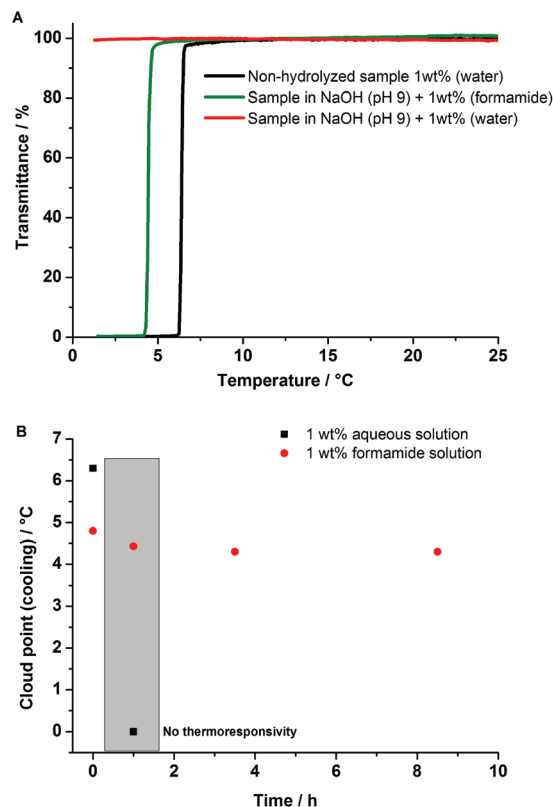 A
100
80
60
40
20
0
Transmittance / %
Non-hydrolyzed sample 1wt% (water)
Sample in NaOH (pH 9) + 1wt% (formamide)
Sample in NaOH (pH 9) + 1wt% (water)
0 5 10 15 20 25
Temperature / °C
B
7
6
5
4
3
2
1
0
Cloud point (cooling) / °C
1 wt% aqueous solution
1 wt% formamide solution
No thermoresponsivity
0 2 4 6 8 10
Time / h